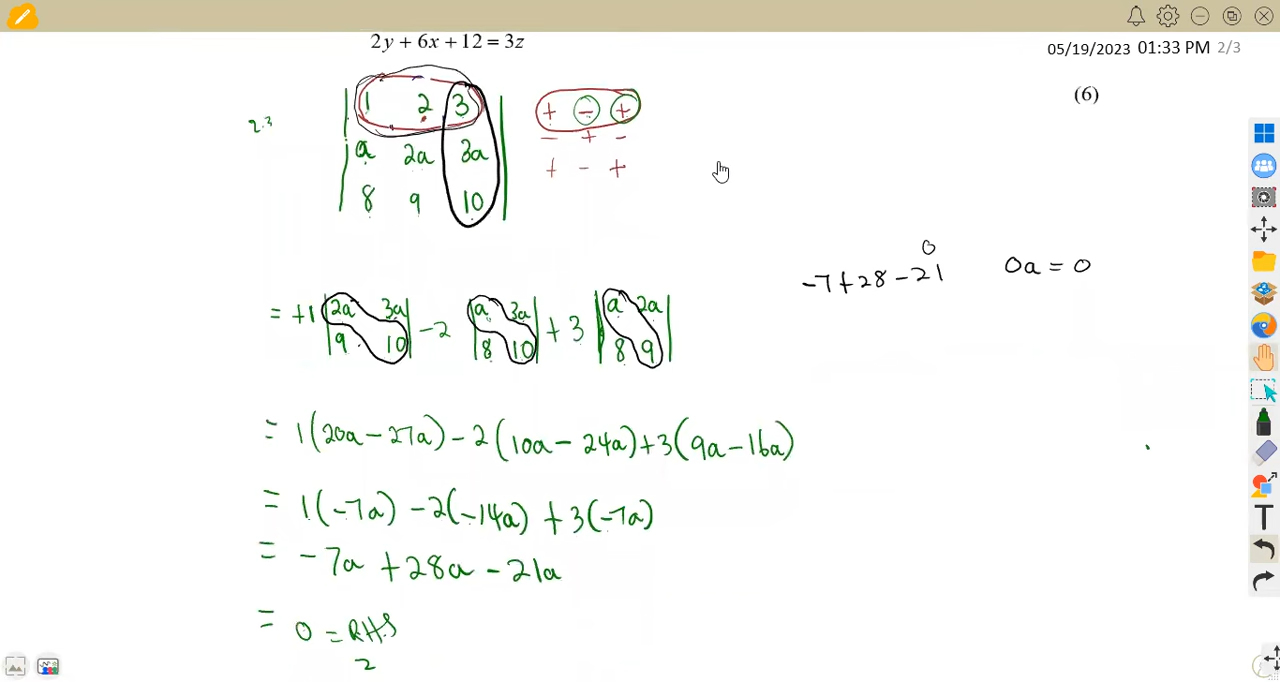 2y + 6x + 12 = 3z
05/19/2023 01:33 PM 2/3
(6)
2.3
| 1 2 3 | + - +
| a 2a 3a | - + -
| 8 9 10 | + - +
0
-7+28-21 0a = 0
= +1 |2a 3a| -2 |a 3a| + 3 |a 2a|
|9 10| |8 10| |8 9|
= 1(20a - 27a) - 2(10a - 24a) + 3(9a - 16a)
= 1(-7a) - 2(-14a) + 3(-7a)
= -7a + 28a - 21a
= 0 = RHS
T